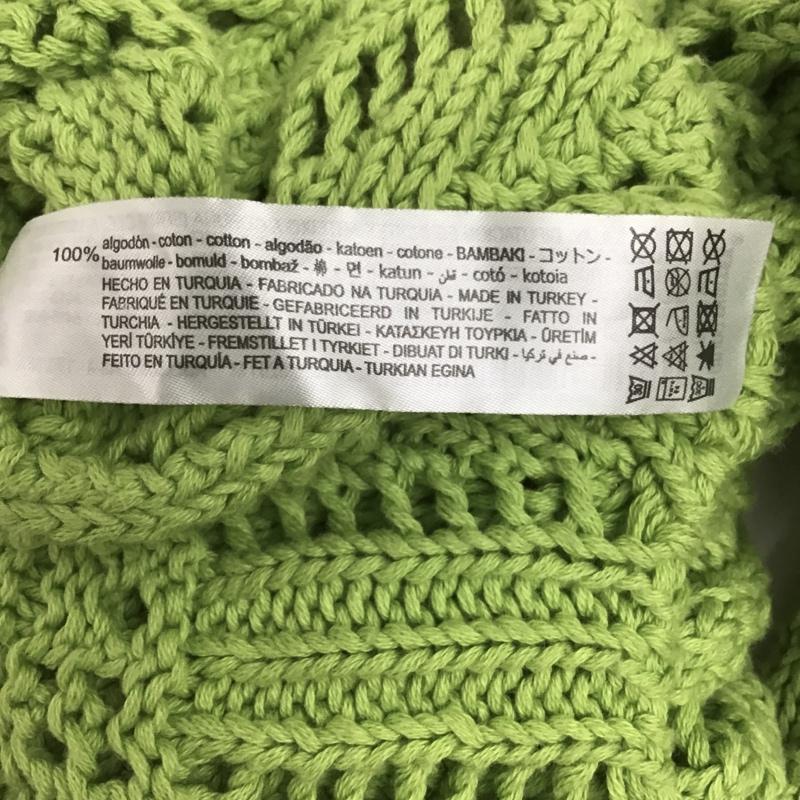 100% algodón - coton - cotton - algodão - katoen - cotone - BAMBAKI - コットン -
baumwolle - bomuld - bombaž - 棉 - 면 - katun - قطن - cotó - kotoia
HECHO EN TURQUIA - FABRICADO NA TURQUIA - MADE IN TURKEY -
FABRIQUÉ EN TURQUIE - GEFABRICEERD IN TURKIJE - FATTO IN
TURCHIA - HERGESTELLT IN TÜRKEI - ΚΑΤΑΣΚΕΥΗ ΤΟΥΡΚΙΑ - ÜRETİM
YERİ TÜRKİYE - FREMSTILLET I TYRKIET - DIBUAT DI TURKI - صنع في تركيا -
FEITO EN TURQUÍA - FET A TURQUIA - TURKIAN EGINA